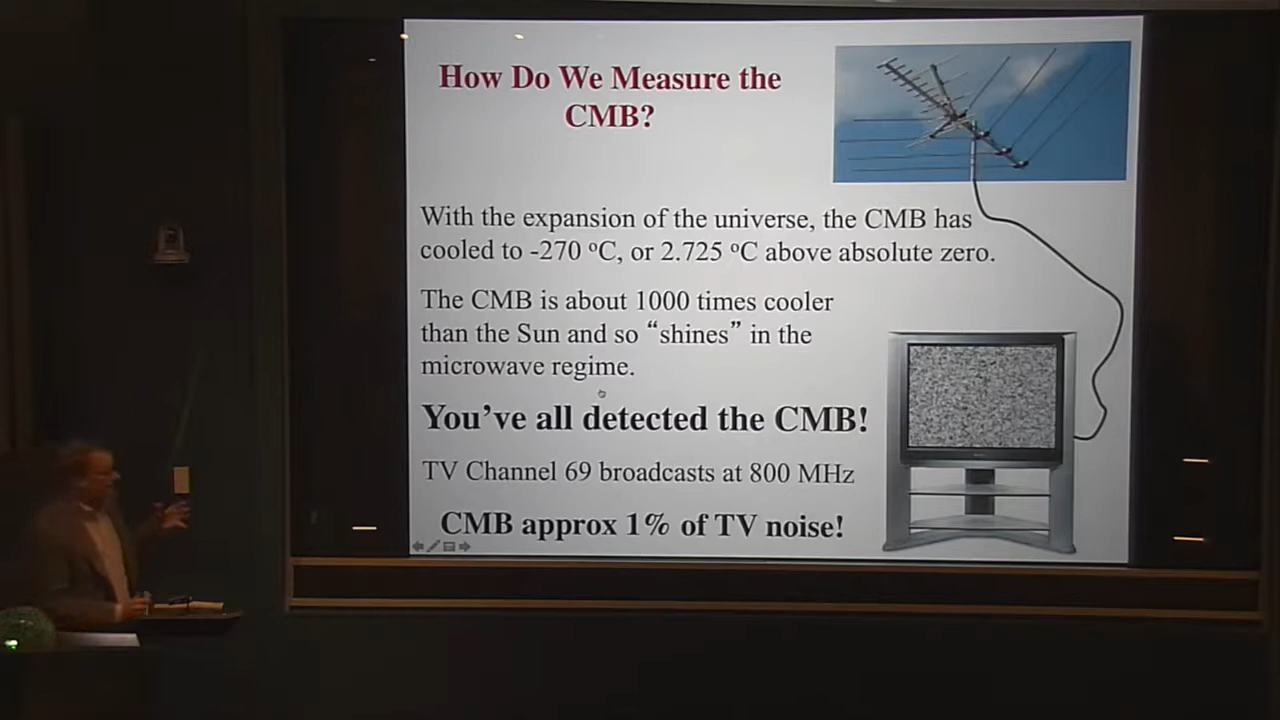 How Do We Measure the
CMB?
With the expansion of the universe, the CMB has
cooled to -270 ºC, or 2.725 ºC above absolute zero.
The CMB is about 1000 times cooler
than the Sun and so “shines” in the
microwave regime.
You’ve all detected the CMB!
TV Channel 69 broadcasts at 800 MHz
CMB approx 1% of TV noise!